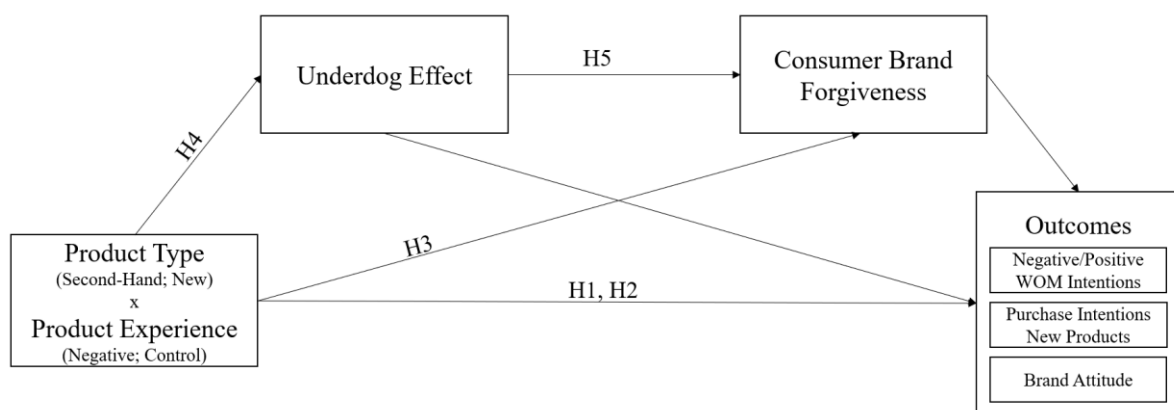 Underdog Effect
H5
Consumer Brand
Forgiveness
H4
Product Type
(Second-Hand; New)
x
Product Experience
(Negative; Control)
H3
H1, H2
Outcomes
Negative/Positive
WOM Intentions
Purchase Intentions
New Products
Brand Attitude